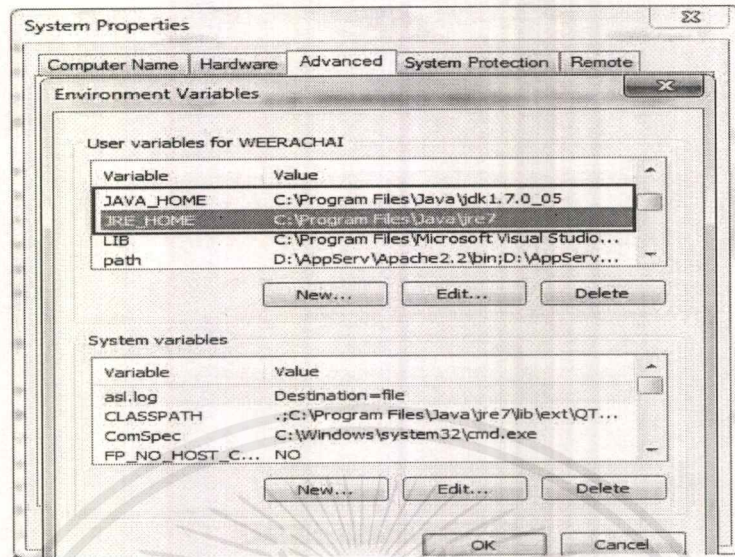 System Properties
Computer Name Hardware Advanced System Protection Remote
Environment Variables
User variables for WEERACHAI
Variable Value
JAVA_HOME C:\Program Files\Java\jdk1.7.0_05
JRE_HOME C:\Program Files\Java\jre7
LIB C:\Program Files\Microsoft Visual Studio...
path D:\AppServ\Apache2.2\bin;D:\AppServ...
New... Edit... Delete
System variables
Variable Value
asl.log Destination=file
CLASSPATH .;C:\Program Files\Java\jre7\lib\ext\QT...
ComSpec C:\Windows\system32\cmd.exe
FP_NO_HOST_C... NO
New... Edit... Delete
OK Cancel